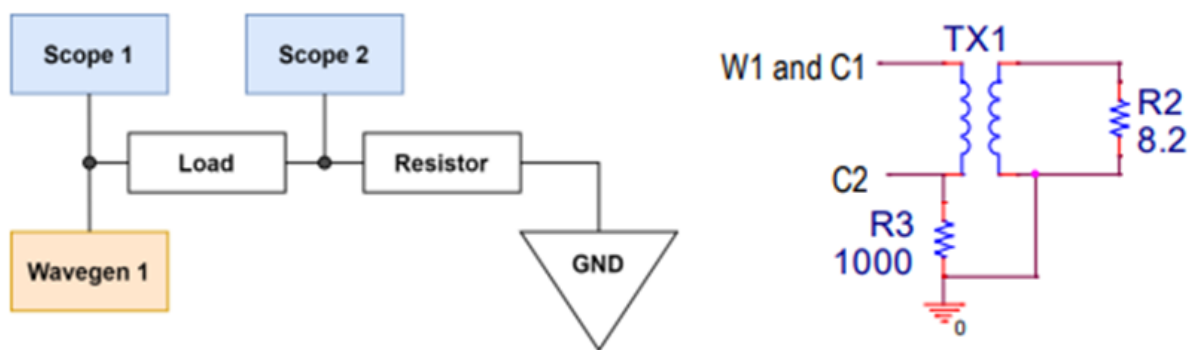 Scope 1
Scope 2
Load
Resistor
Wavegen 1
GND
TX1
W1 and C1
R2
8.2
C2
R3
1000
0